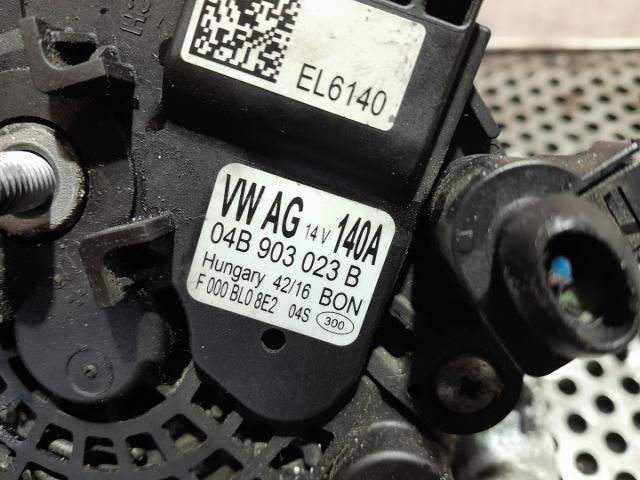 EL6140
VW AG 14V 140A
04B 903 023 B
Hungary 42/16 BON
F 000 BL0 8E2 04S 300